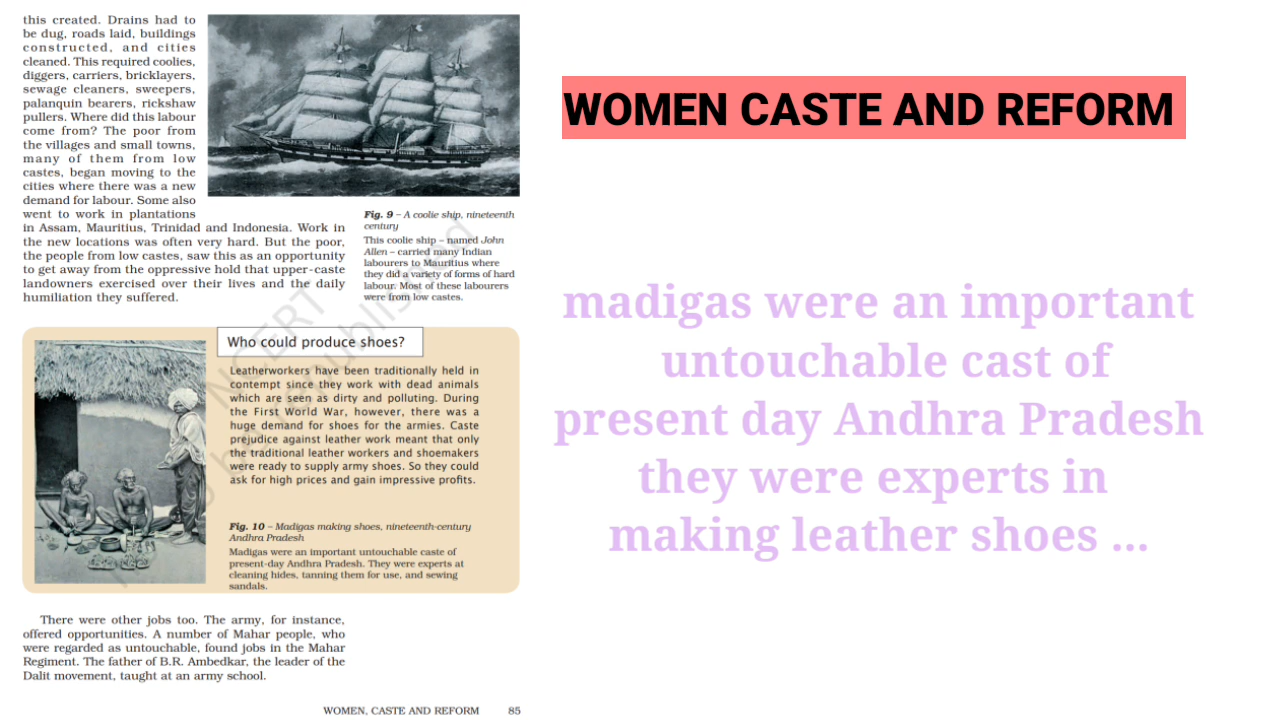 this created. Drains had to
be dug, roads laid, buildings
constructed, and cities
cleaned. This required coolies,
diggers, carriers, bricklayers,
sewage cleaners, sweepers,
palanquin bearers, rickshaw
pullers. Where did this labour
come from? The poor from
the villages and small towns,
many of them from low
castes, began moving to the
cities where there was a new
demand for labour. Some also
went to work in plantations
in Assam, Mauritius, Trinidad and Indonesia. Work in
the new locations was often very hard. But the poor,
the people from low castes, saw this as an opportunity
to get away from the oppressive hold that upper-caste
landowners exercised over their lives and the daily
humiliation they suffered.
Fig. 9 – A coolie ship, nineteenth
century
This coolie ship – named John
Allen – carried many Indian
labourers to Mauritius where
they did a variety of forms of hard
labour. Most of these labourers
were from low castes.
Who could produce shoes?
Leatherworkers have been traditionally held in
contempt since they work with dead animals
which are seen as dirty and polluting. During
the First World War, however, there was a
huge demand for shoes for the armies. Caste
prejudice against leather work meant that only
the traditional leather workers and shoemakers
were ready to supply army shoes. So they could
ask for high prices and gain impressive profits.
Fig. 10 – Madigas making shoes, nineteenth-century
Andhra Pradesh
Madigas were an important untouchable caste of
present-day Andhra Pradesh. They were experts at
cleaning hides, tanning them for use, and sewing
sandals.
There were other jobs too. The army, for instance,
offered opportunities. A number of Mahar people, who
were regarded as untouchable, found jobs in the Mahar
Regiment. The father of B.R. Ambedkar, the leader of the
Dalit movement, taught at an army school.
WOMEN, CASTE AND REFORM 85
WOMEN CASTE AND REFORM
madigas were an important
untouchable cast of
present day Andhra Pradesh
they were experts in
making leather shoes ...
NCERT
published